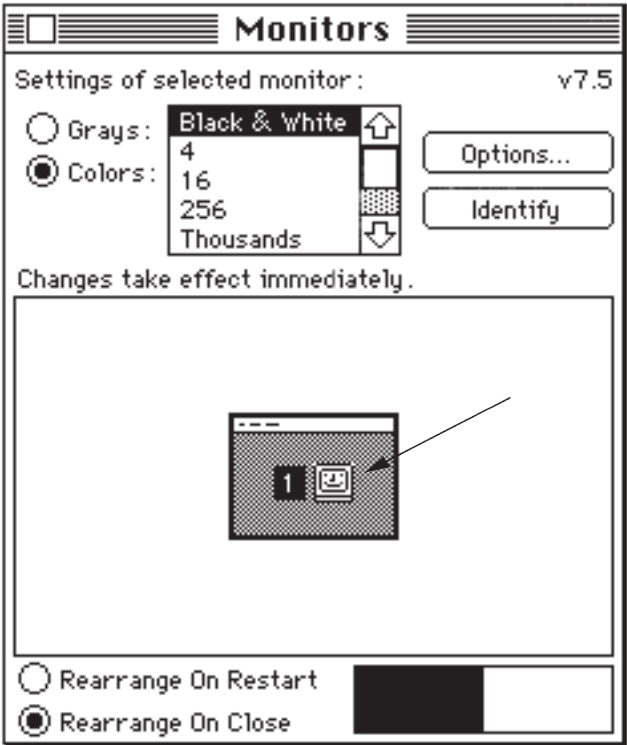 Monitors
Settings of selected monitor:
v7.5
Grays:
Colors:
Black & White
4
16
256
Thousands
Options...
Identify
Changes take effect immediately.
1
Rearrange On Restart
Rearrange On Close